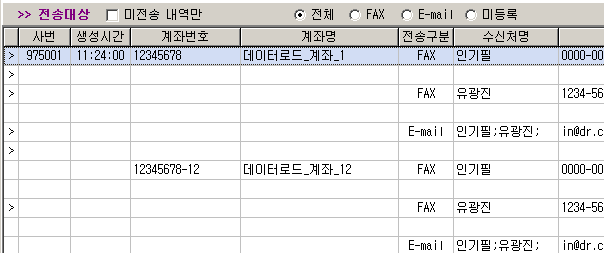 >> 전송대상 미전송 내역만 전체 FAX E-mail 미등록
사번 생성시간 계좌번호 계좌명 전송구분 수신처명
> 975001 11:24:00 12345678 데이터로드_계좌_1 FAX 인기필 0000-00
>
> FAX 유광진 1234-56
> E-mail 인기필;유광진; in@dr.c
>
12345678-12 데이터로드_계좌_12 FAX 인기필 0000-00
> FAX 유광진 1234-56
E-mail 인기필;유광진; in@dr.c